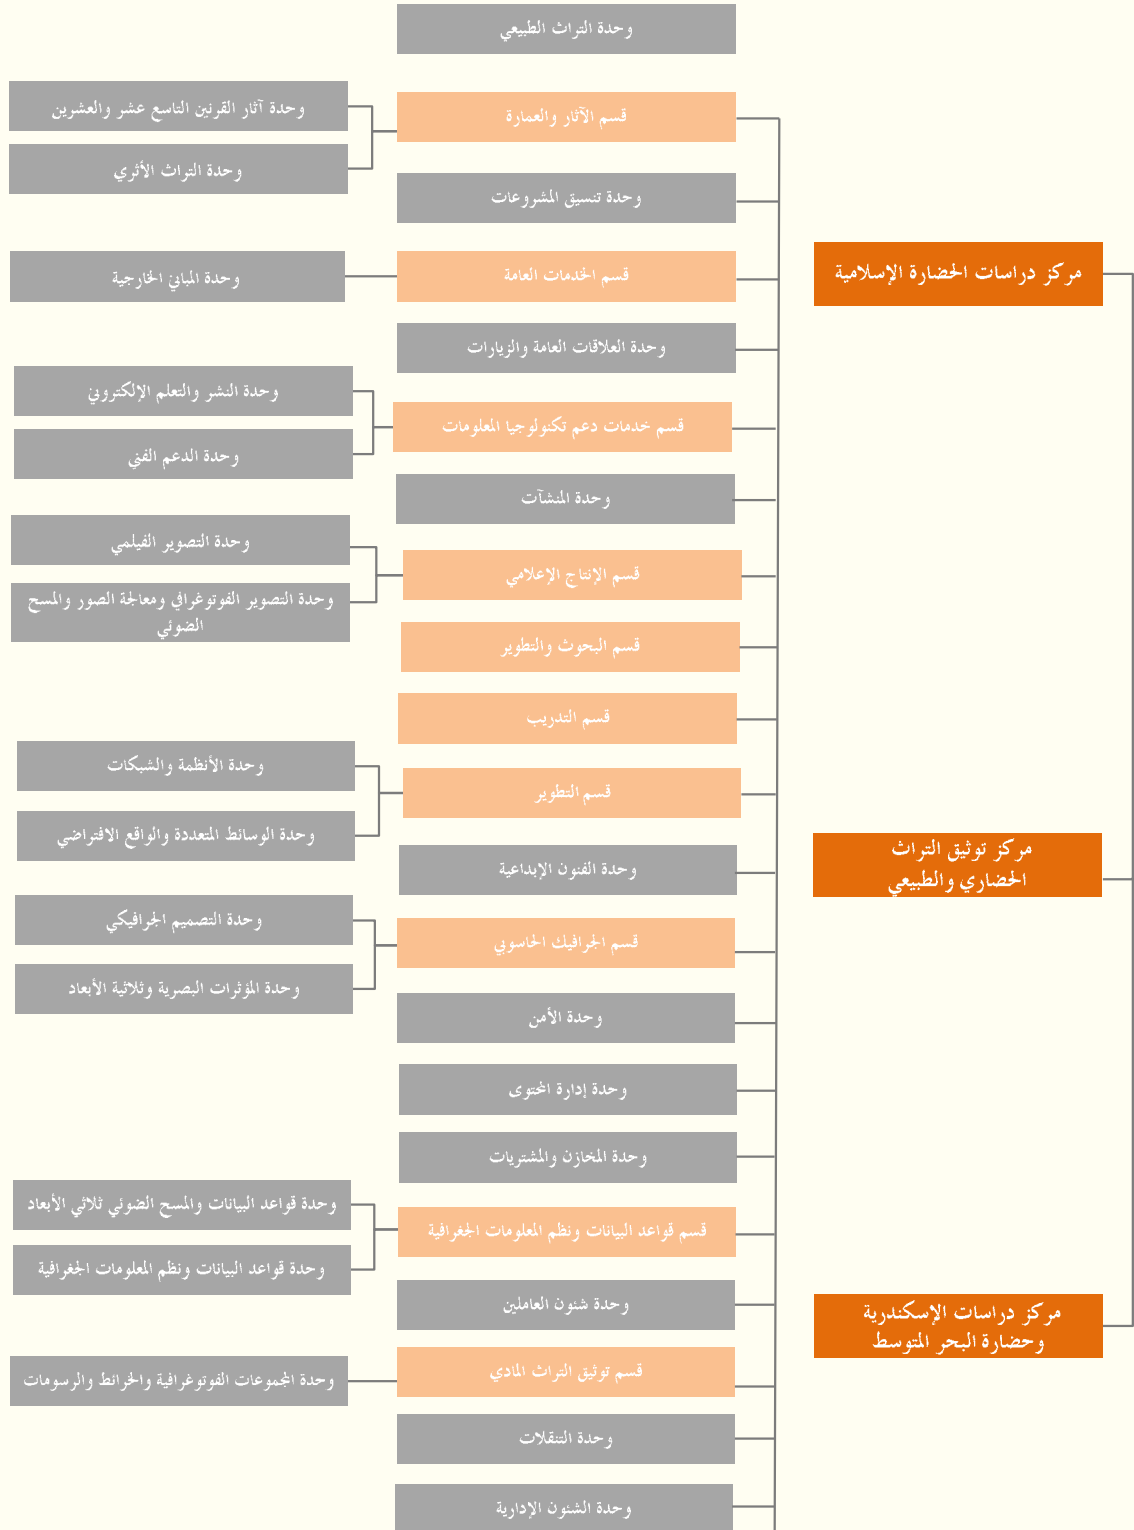 مركز دراسات الحضارة الإسلامية
مركز توثيق التراث
الحضاري والطبيعي
مركز دراسات الإسكندرية
وحضارة البحر المتوسط
وحدة التراث الطبيعي
قسم الآثار والعمارة
وحدة آثار القرنين التاسع عشر والعشرين
وحدة التراث الأثري
وحدة تنسيق المشروعات
قسم الخدمات العامة
وحدة المباني الخارجية
وحدة العلاقات العامة والزيارات
قسم خدمات دعم تكنولوجيا المعلومات
وحدة النشر والتعلم الإلكتروني
وحدة الدعم الفني
وحدة المنشآت
قسم الإنتاج الإعلامي
وحدة التصوير الفيلمي
وحدة التصوير الفوتوغرافي ومعالجة الصور والمسح
الضوئي
قسم البحوث والتطوير
قسم التدريب
قسم التطوير
وحدة الأنظمة والشبكات
وحدة الوسائط المتعددة والواقع الافتراضي
وحدة الفنون الإبداعية
قسم الجرافيك الحاسوبي
وحدة التصميم الجرافيكي
وحدة المؤثرات البصرية وثلاثية الأبعاد
وحدة الأمن
وحدة إدارة المحتوى
وحدة المخازن والمشتريات
قسم قواعد البيانات ونظم المعلومات الجغرافية
وحدة قواعد البيانات والمسح الضوئي ثلاثي الأبعاد
وحدة قواعد البيانات ونظم المعلومات الجغرافية
وحدة شئون العاملين
قسم توثيق التراث المادي
وحدة المجموعات الفوتوغرافية والخرائط والرسومات
وحدة التنقلات
وحدة الشئون الإدارية